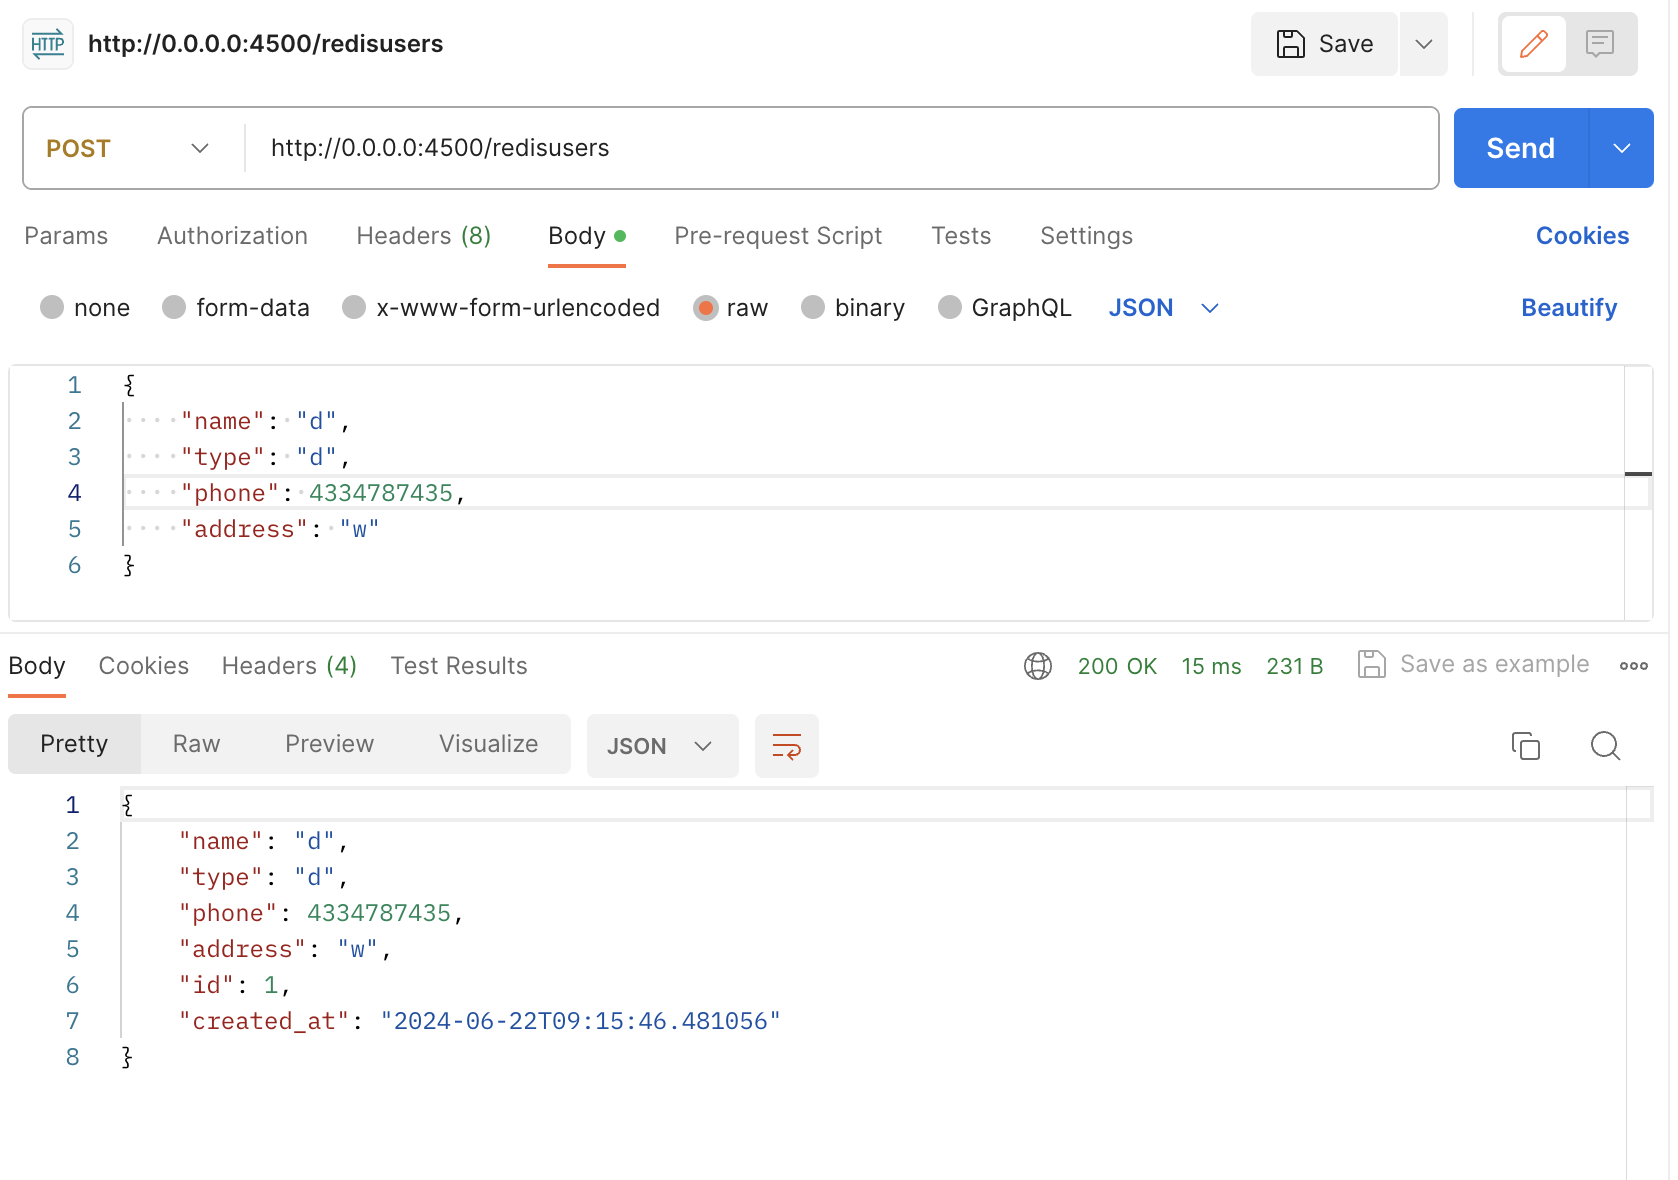 HTTP http://0.0.0.0:4500/redisusers Save
POST http://0.0.0.0:4500/redisusers Send
Params Authorization Headers (8) Body Pre-request Script Tests Settings Cookies
none form-data x-www-form-urlencoded raw binary GraphQL JSON Beautify
1 {
2 "name": "d",
3 "type": "d",
4 "phone": 4334787435,
5 "address": "w"
6 }
Body Cookies Headers (4) Test Results 200 OK 15 ms 231 B Save as example
Pretty Raw Preview Visualize JSON
1 {
2 "name": "d",
3 "type": "d",
4 "phone": 4334787435,
5 "address": "w",
6 "id": 1,
7 "created_at": "2024-06-22T09:15:46.481056"
8 }